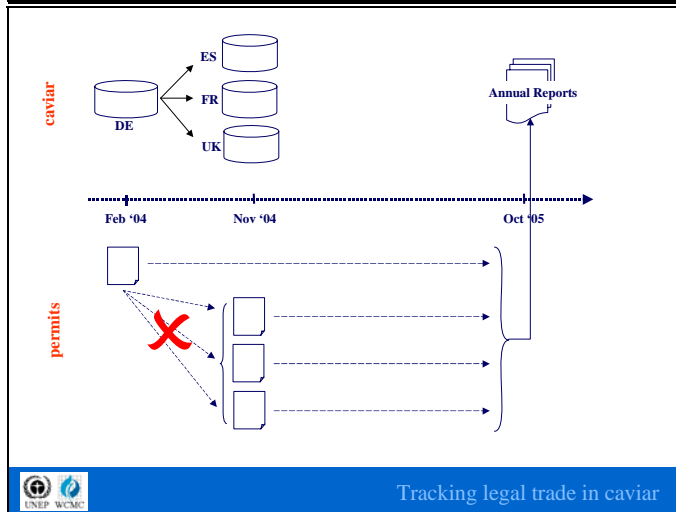 caviar
ES
DE
FR
UK
Annual Reports
Feb ‘04
Nov ‘04
Oct ‘05
permits
UNEP WCMC
Tracking legal trade in caviar